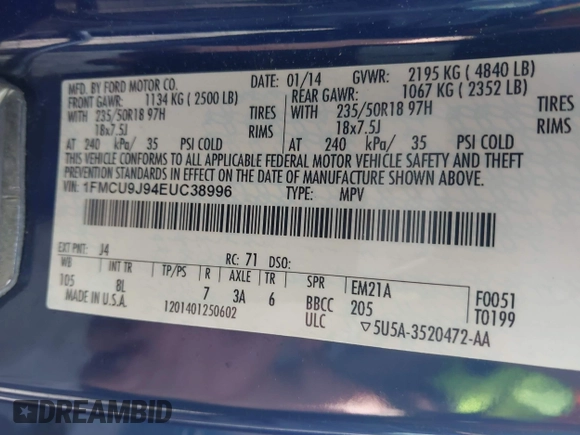 MFD. BY FORD MOTOR CO.
DATE: 01/14 GVWR: 2195 KG ( 4840 LB)
FRONT GAWR: 1134 KG ( 2500 LB) REAR GAWR: 1067 KG ( 2352 LB)
WITH 235/50R18 97H TIRES WITH 235/50R18 97H TIRES
18x7.5J RIMS 18x7.5J RIMS
AT 240 kPa/ 35 PSI COLD AT 240 kPa/ 35 PSI COLD
THIS VEHICLE CONFORMS TO ALL APPLICABLE FEDERAL MOTOR VEHICLE SAFETY AND THEFT
PREVENTION STANDARDS IN EFFECT ON THE DATE OF MANUFACTURE SHOWN ABOVE.
VIN: 1FMCU9J94EUC38996 TYPE: MPV
EXT PNT: J4 RC: 71 DSO:
WB INT TR TP/PS R AXLE TR SPR EM21A F0051
105 8L 7 3A 6 BBCC 205 T0199
MADE IN U.S.A. 1201401250602 ULC ▽5U5A-3520472-AA
DREAMBID